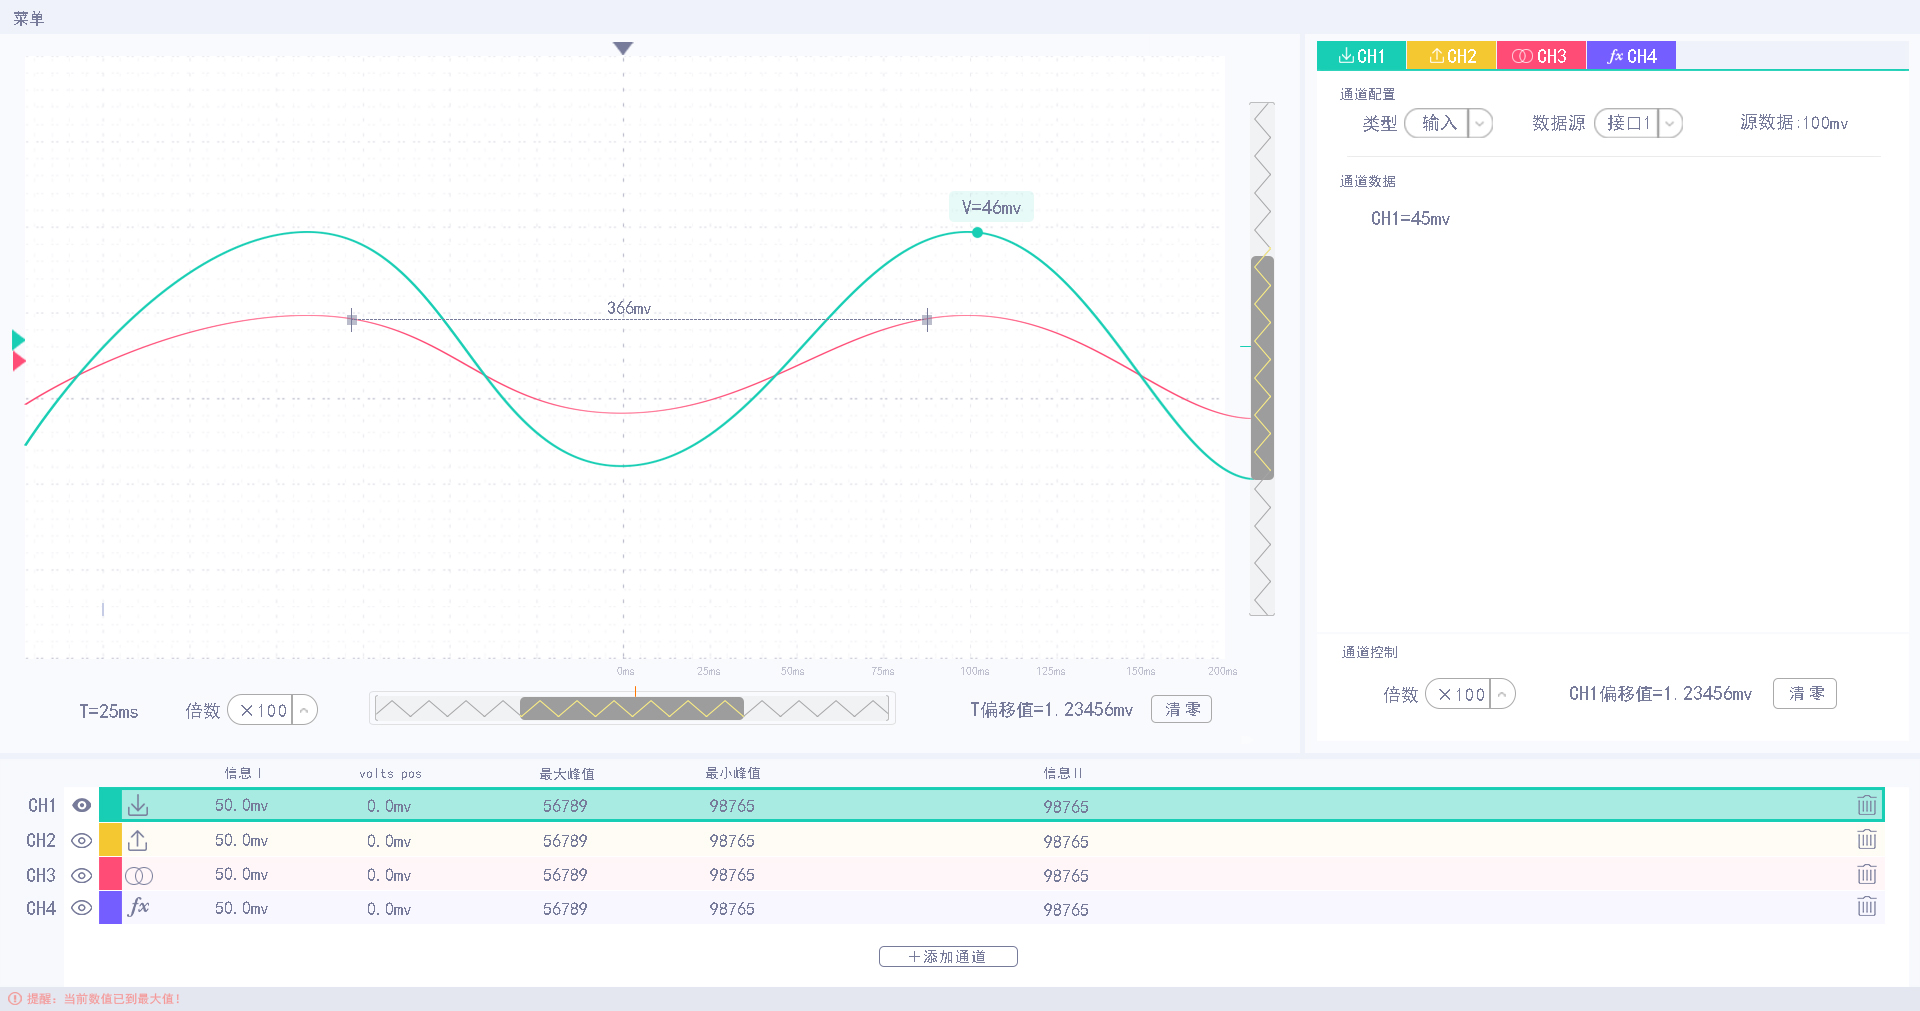 菜单
CH1 CH2 CH3 fx CH4
通道配置
类型 输入 数据源 接口1 源数据:100mv
通道数据
CH1=45mv
V=46mv
366mv
0ms 25ms 50ms 75ms 100ms 125ms 150ms 200ms
T=25ms 倍数 ×100 T偏移值=1.23456mv 清零
通道控制
倍数 ×100 CH1偏移值=1.23456mv 清零
信息I volts pos 最大峰值 最小峰值 信息II
CH1 50.0mv 0.0mv 56789 98765 98765
CH2 50.0mv 0.0mv 56789 98765 98765
CH3 50.0mv 0.0mv 56789 98765 98765
CH4 fx 50.0mv 0.0mv 56789 98765 98765
+添加通道
提醒：当前数值已到最大值！